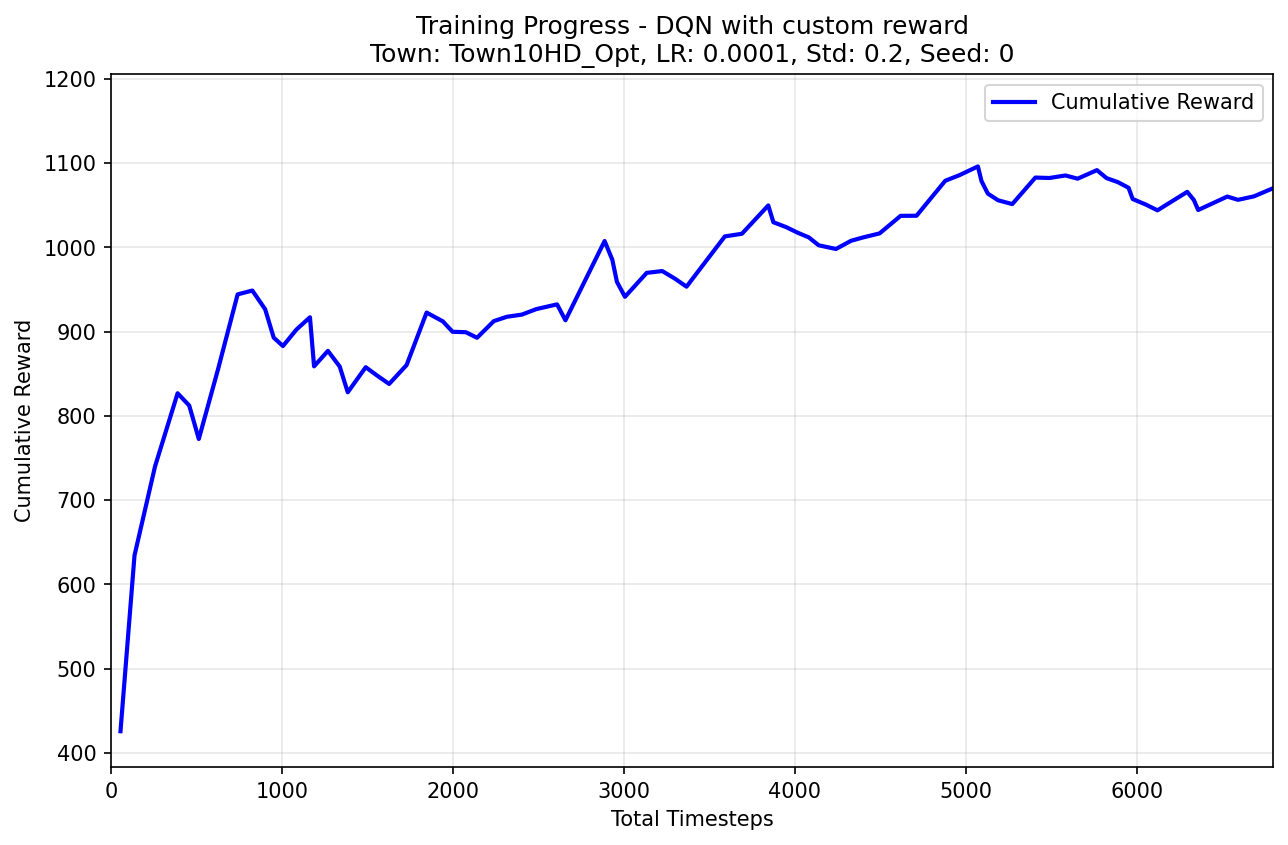 Training Progress - DQN with custom reward
Town: Town10HD_Opt, LR: 0.0001, Std: 0.2, Seed: 0
Cumulative Reward
1200
1100
1000
900
800
700
600
500
400
Cumulative Reward
0 1000 2000 3000 4000 5000 6000
Total Timesteps